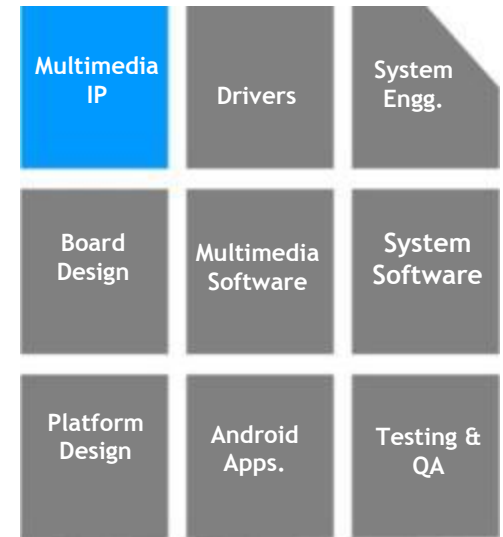 Multimedia
IP
Drivers
System
Engg.
Board
Design
Multimedia
Software
System
Software
Platform
Design
Android
Apps.
Testing &
QA